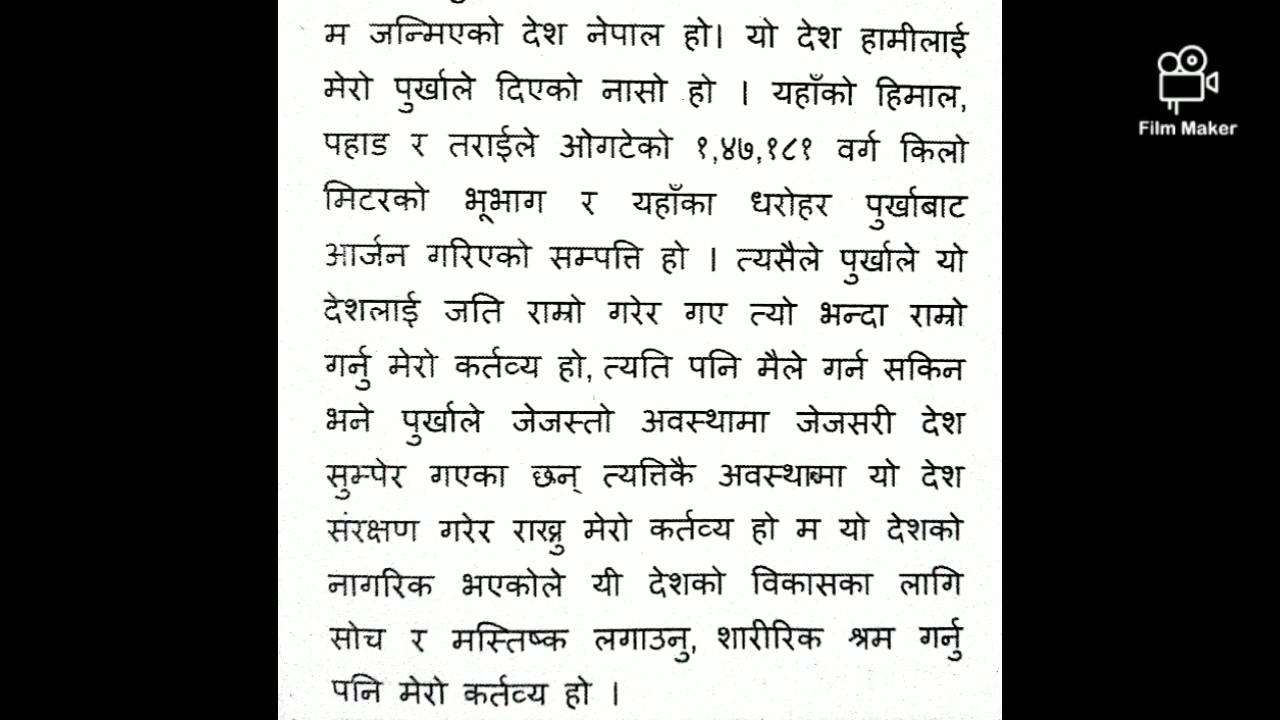 म जन्मिएको देश नेपाल हो। यो देश हामीलाई
मेरो पुर्खाले दिएको नासो हो । यहाँको हिमाल,
पहाड र तराईले ओगटेको १,४७,१८१ वर्ग किलो
मिटरको भूभाग र यहाँका धरोहर पुर्खाबाट
आर्जन गरिएको सम्पत्ति हो । त्यसैले पुर्खाले यो
देशलाई जति राम्रो गरेर गए त्यो भन्दा राम्रो
गर्नु मेरो कर्तव्य हो, त्यति पनि मैले गर्न सकिन
भने पुर्खाले जेजस्तो अवस्थामा जेजसरी देश
सुम्पेर गएका छन् त्यत्तिकै अवस्थामा यो देश
संरक्षण गरेर राख्नु मेरो कर्तव्य हो म यो देशको
नागरिक भएकोले यी देशको विकासका लागि
सोच र मस्तिष्क लगाउनु, शारीरिक श्रम गर्नु
पनि मेरो कर्तव्य हो ।
Film Maker